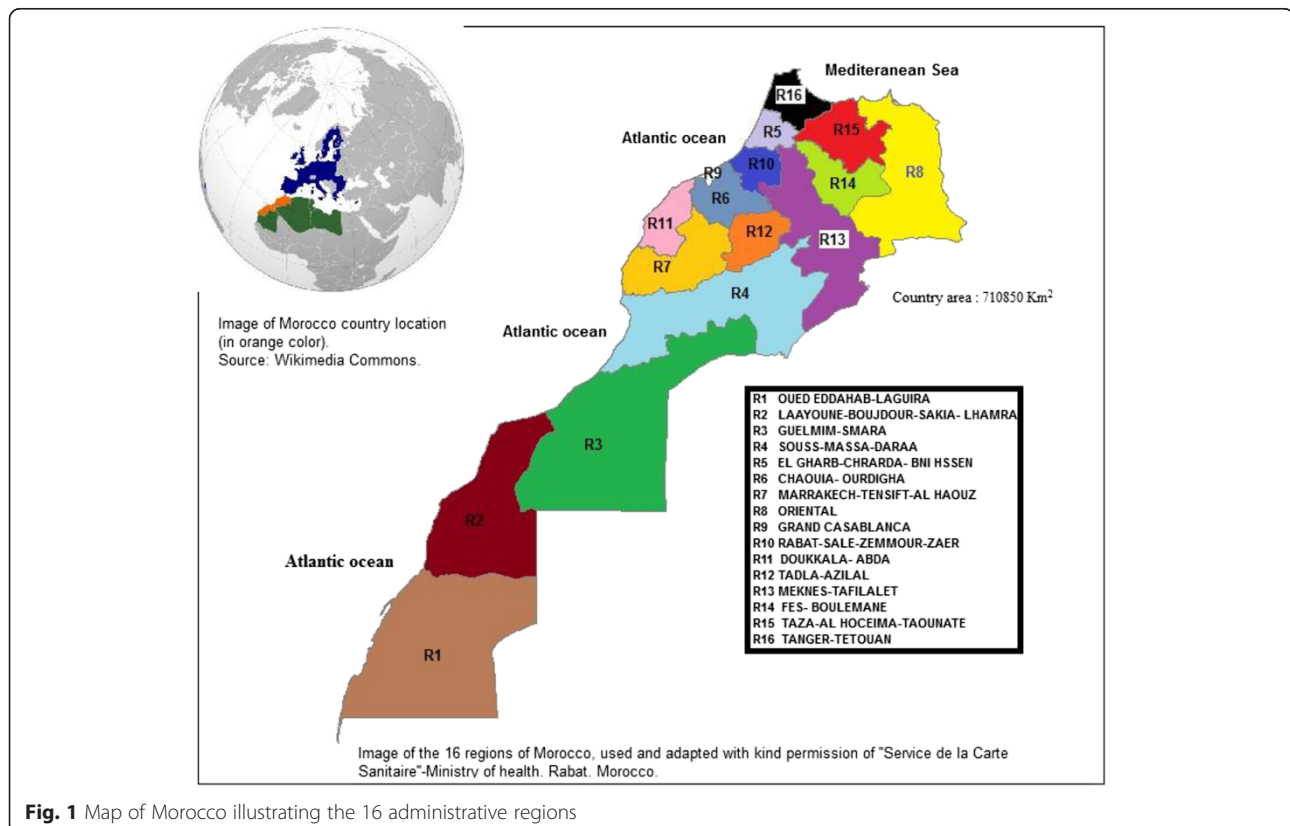 Mediteranean Sea
R16
Atlantic ocean
R5
R15
R9
R10
R14
R8
R6
R11
R12
R13
R7
R4
Country area : 710850 Km²
Image of Morocco country location
(in orange color).
Source: Wikimedia Commons.
Atlantic ocean
R3
R2
Atlantic ocean
R1
R1 OUED EDDAHAB-LAGUIRA
R2 LAAYOUNE-BOUJDOUR-SAKIA- LHAMRA
R3 GUELMIM-SMARA
R4 SOUSS-MASSA-DARAA
R5 EL GHARB-CHRARDA- BNI HSSEN
R6 CHAOUIA- OURDIGHA
R7 MARRAKECH-TENSIFT-AL HAOUZ
R8 ORIENTAL
R9 GRAND CASABLANCA
R10 RABAT-SALE-ZEMMOUR-ZAER
R11 DOUKKALA- ABDA
R12 TADLA-AZILAL
R13 MEKNES-TAFILALET
R14 FES- BOULEMANE
R15 TAZA-AL HOCEIMA-TAOUNATE
R16 TANGER-TETOUAN
Image of the 16 regions of Morocco, used and adapted with kind permission of "Service de la Carte
Sanitaire"-Ministry of health. Rabat. Morocco.
Fig. 1 Map of Morocco illustrating the 16 administrative regions